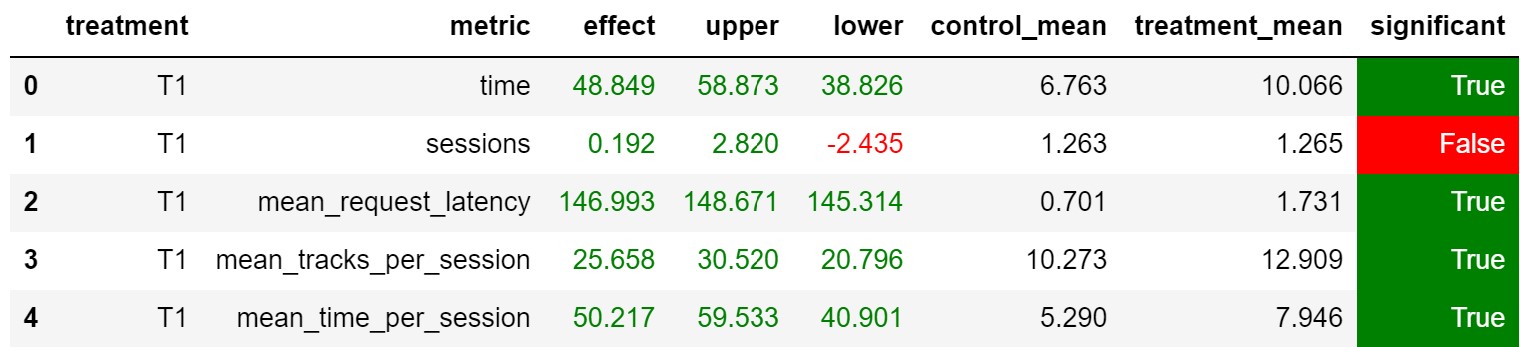 treatment metric effect upper lower control_mean treatment_mean significant
0 T1 time 48.849 58.873 38.826 6.763 10.066 True
1 T1 sessions 0.192 2.820 -2.435 1.263 1.265 False
2 T1 mean_request_latency 146.993 148.671 145.314 0.701 1.731 True
3 T1 mean_tracks_per_session 25.658 30.520 20.796 10.273 12.909 True
4 T1 mean_time_per_session 50.217 59.533 40.901 5.290 7.946 True